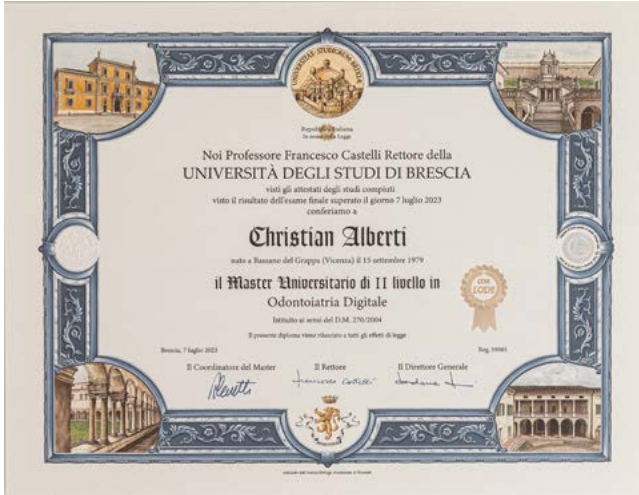 UNIVERSITAS STUDIORUM BRIXIAE
Repubblica Italiana
In nome della Legge
Noi Professore Francesco Castelli Rettore della
UNIVERSITÀ DEGLI STUDI DI BRESCIA
visti gli attestati degli studi compiuti
visto il risultato dell'esame finale superato il giorno 7 luglio 2023
conferiamo a
Christian Alberti
nato a Bassano del Grappa (Vicenza) il 15 settembre 1979
il Master Universitario di II livello in
CON
LODE
Odontoiatria Digitale
Istituito ai sensi del D.M. 270/2004
Il presente diploma viene rilasciato a tutti gli effetti di legge
Brescia, 7 luglio 2023
Reg.
Il Coordinatore del Master Il Rettore Il Direttore Generale
Francesco Castelli